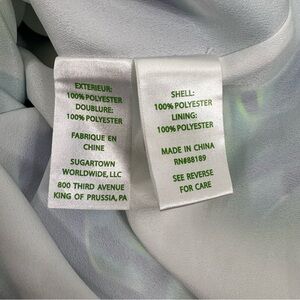 EXTERIEUR:
100% POLYESTER
DOUBLURE:
100% POLYESTER
FABRIQUE EN
CHINE
SUGARTOWN
WORLDWIDE, LLC
800 THIRD AVENUE
KING OF PRUSSIA, PA
SHELL:
100% POLYESTER
LINING:
100% POLYESTER
MADE IN CHINA
RN#88189
SEE REVERSE
FOR CARE